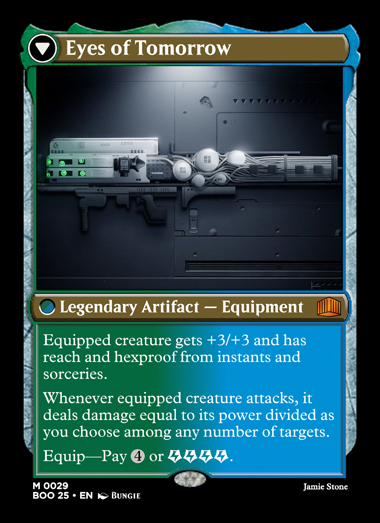 Eyes of Tomorrow
Legendary Artifact — Equipment
Equipped creature gets +3/+3 and has
reach and hexproof from instants and
sorceries.
Whenever equipped creature attacks, it
deals damage equal to its power divided as
you choose among any number of targets.
Equip—Pay 4 or .
M 0029
BOO 25 • EN Bungie
Jamie Stone